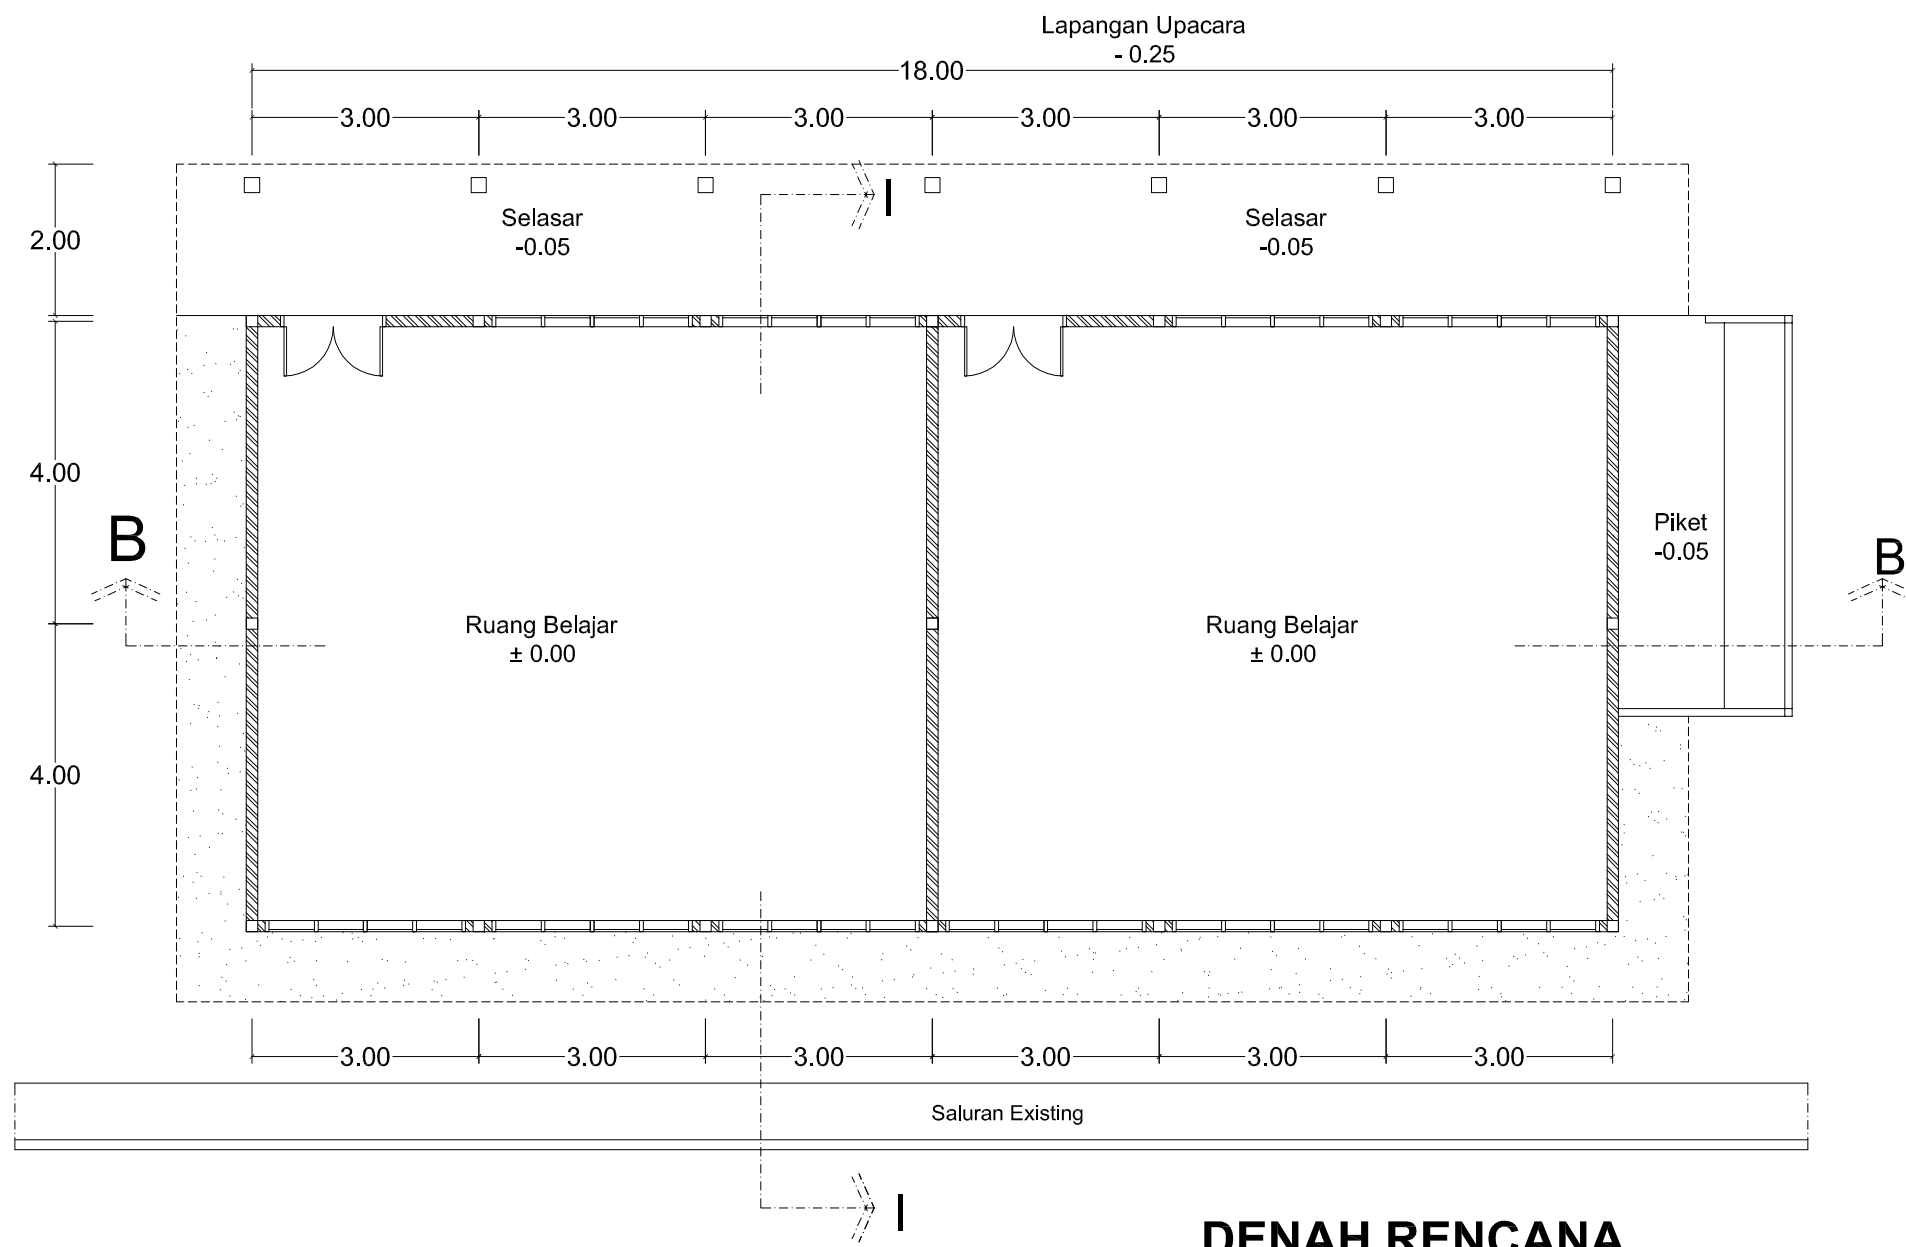 Lapangan Upacara
- 0.25
18.00
3.00 3.00 3.00 3.00 3.00 3.00
I
Selasar
-0.05
Selasar
-0.05
2.00
4.00
B
Piket
-0.05
B
Ruang Belajar
± 0.00
Ruang Belajar
± 0.00
4.00
3.00 3.00 3.00 3.00 3.00 3.00
Saluran Existing
I
DENAH RENCANA